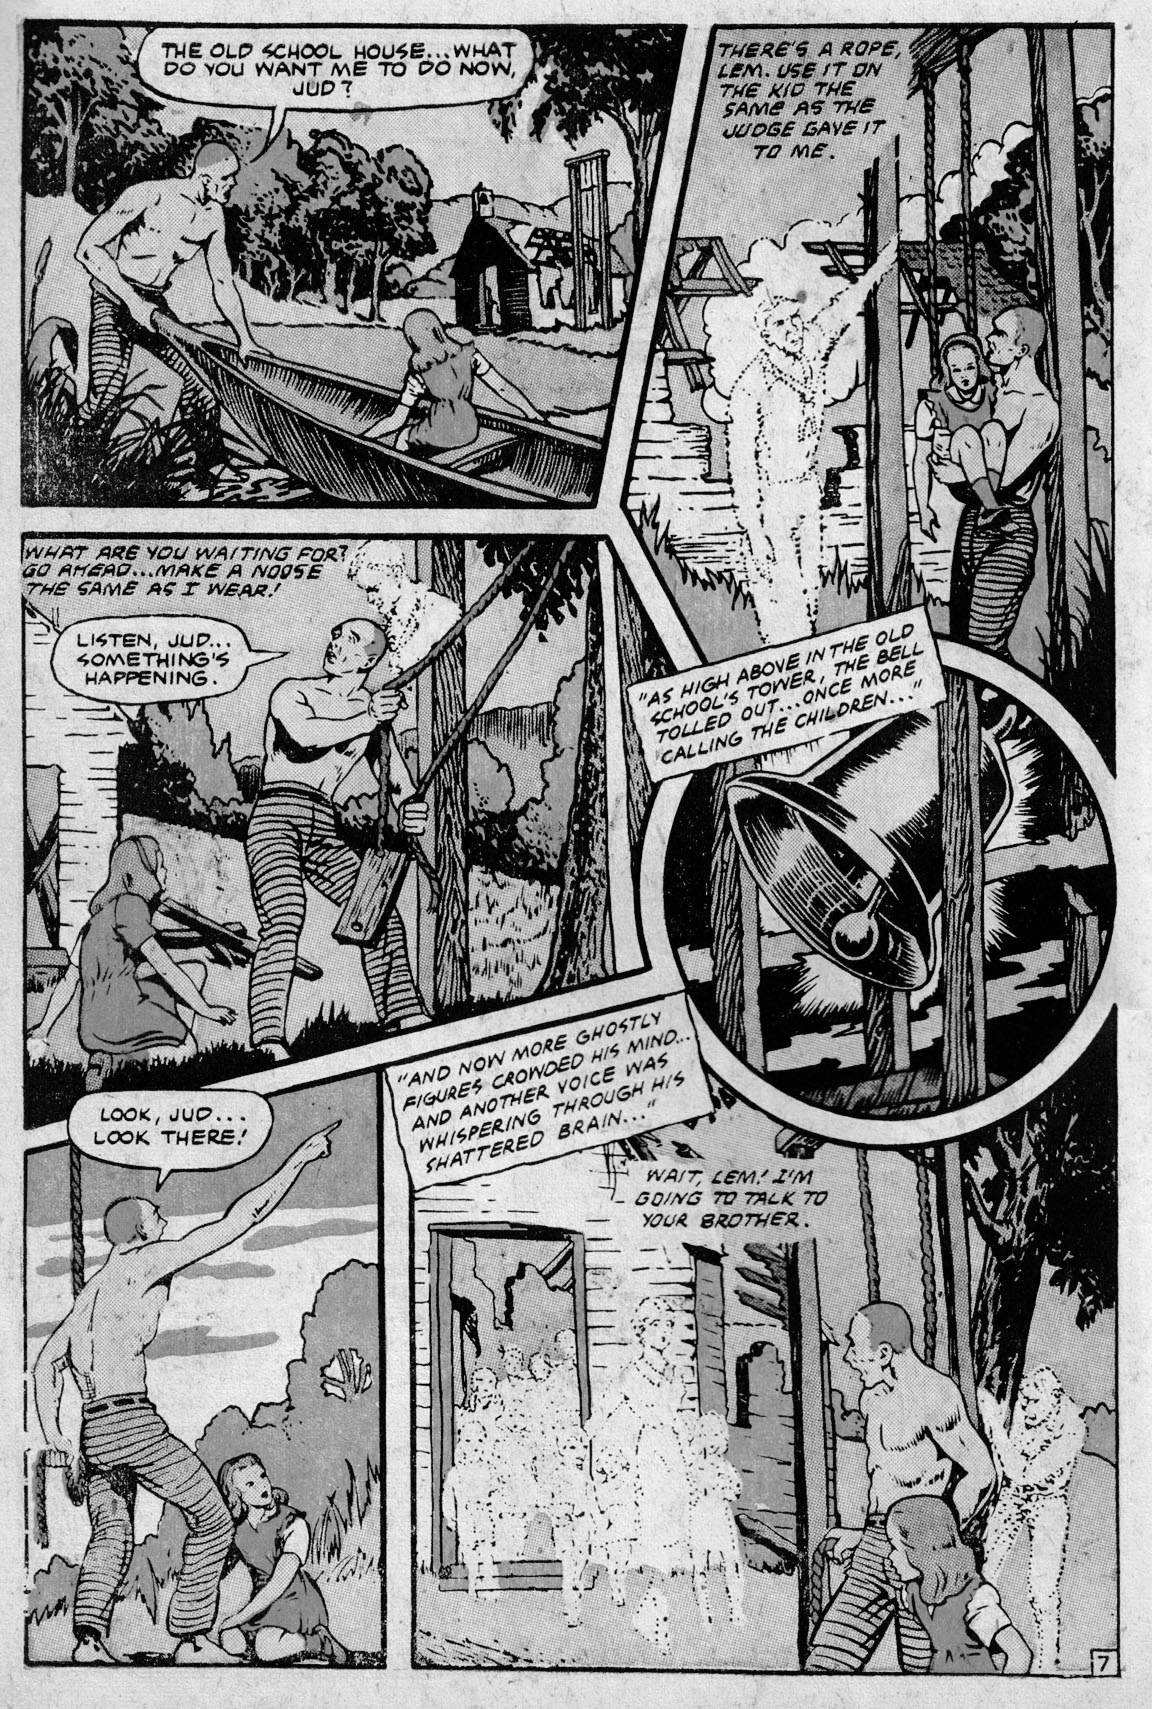 THE OLD SCHOOL HOUSE...WHAT
DO YOU WANT ME TO DO NOW,
JUD?
THERE'S A ROPE,
LEM. USE IT ON
THE KID THE
SAME AS THE
JUDGE GAVE IT
TO ME.
WHAT ARE YOU WAITING FOR?
GO AHEAD...MAKE A NOOSE
THE SAME AS I WEAR!
LISTEN, JUD...
SOMETHING'S
HAPPENING.
"AS HIGH ABOVE IN THE OLD
SCHOOL'S TOWER, THE BELL
TOLLED OUT...ONCE MORE
CALLING THE CHILDREN..."
LOOK, JUD...
LOOK THERE!
"AND NOW MORE GHOSTLY
FIGURES CROWDED HIS MIND...
AND ANOTHER VOICE WAS
WHISPERING THROUGH HIS
SHATTERED BRAIN..."
WAIT, LEM! I'M
GOING TO TALK TO
YOUR BROTHER.
7